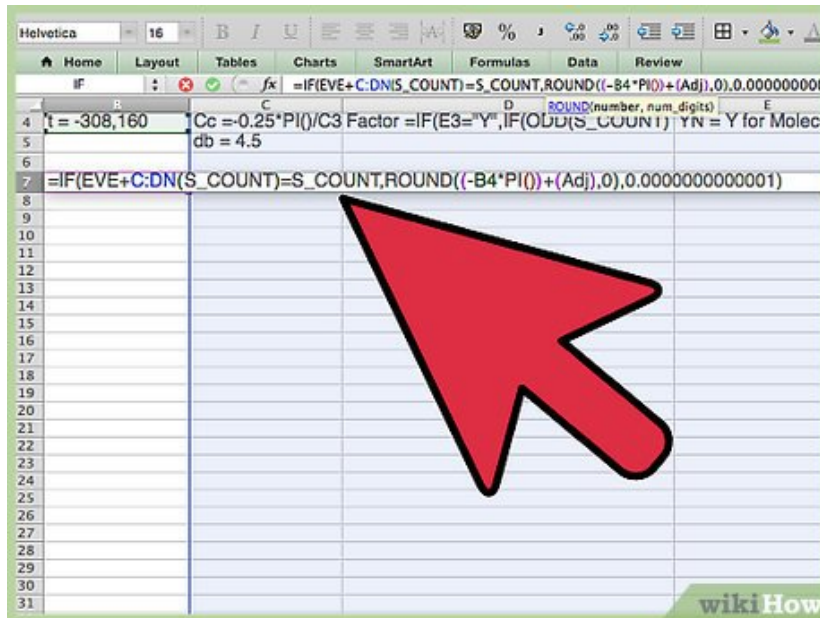 Helvetica 16 B I U A % , .0 .00 .00 .0
Home Layout Tables Charts SmartArt Formulas Data Review
IF fx =IF(EVE+C:DN(S_COUNT)=S_COUNT,ROUND((-B4*PI())+(Adj),0),0.000000000
ROUND(number, num_digits)
B C D E
4 't = -308,160 'Cc =-0.25*PI()/C3 Factor =IF(E3="Y",IF(ODD(S_COUNT) YN = Y for Molec
5 db = 4.5
6
7 =IF(EVE+C:DN(S_COUNT)=S_COUNT,ROUND((-B4*PI())+(Adj),0),0.0000000000001)
8
9
10
11
12
13
14
15
16
17
18
19
20
21
22
23
24
25
26
27
28
29
30
31
wikiHow